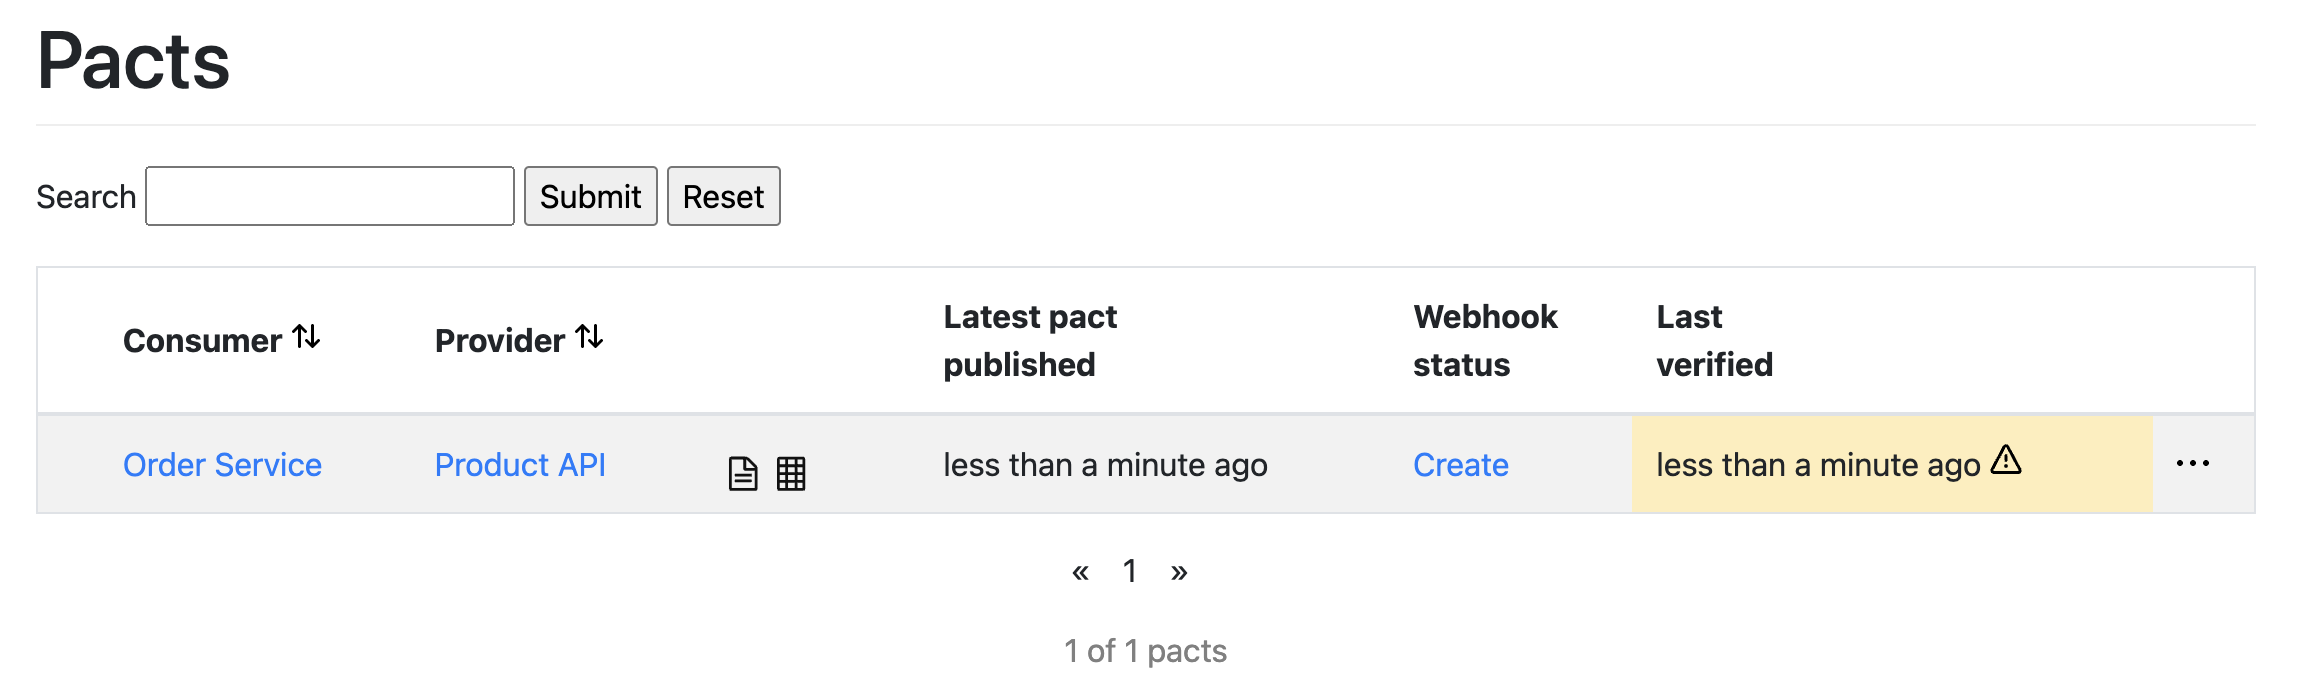 Pacts
Search Submit Reset
Consumer Provider Latest pact published Webhook status Last verified
Order Service Product API less than a minute ago Create less than a minute ago ...
« 1 »
1 of 1 pacts